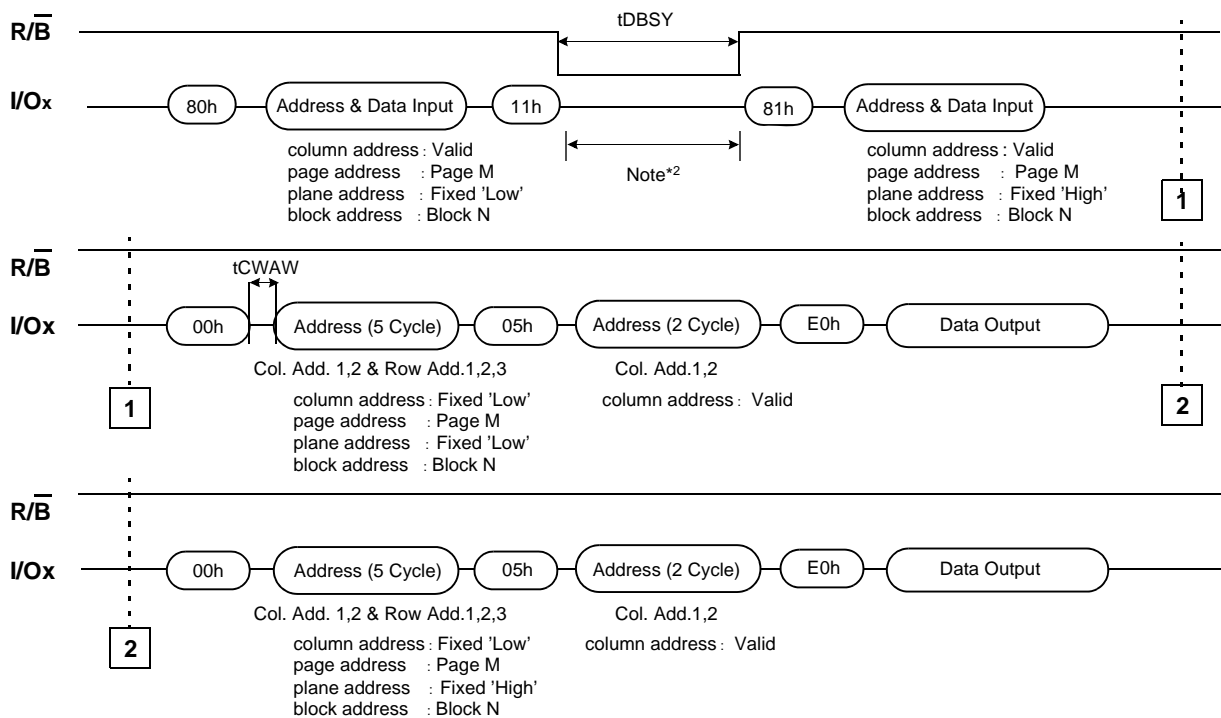 tDBSY
R/B
I/Ox
80h Address & Data Input 11h 81h Address & Data Input
column address : Valid
page address : Page M
plane address : Fixed 'Low'
block address : Block N
Note*2
column address : Valid
page address : Page M
plane address : Fixed 'High'
block address : Block N
1
R/B
tCWAW
I/Ox
00h Address (5 Cycle) 05h Address (2 Cycle) E0h Data Output
Col. Add. 1,2 & Row Add.1,2,3
column address : Fixed 'Low'
page address : Page M
plane address : Fixed 'Low'
block address : Block N
Col. Add.1,2
column address : Valid
1
2
R/B
I/Ox
00h Address (5 Cycle) 05h Address (2 Cycle) E0h Data Output
Col. Add. 1,2 & Row Add.1,2,3
column address : Fixed 'Low'
page address : Page M
plane address : Fixed 'High'
block address : Block N
Col. Add.1,2
column address : Valid
2